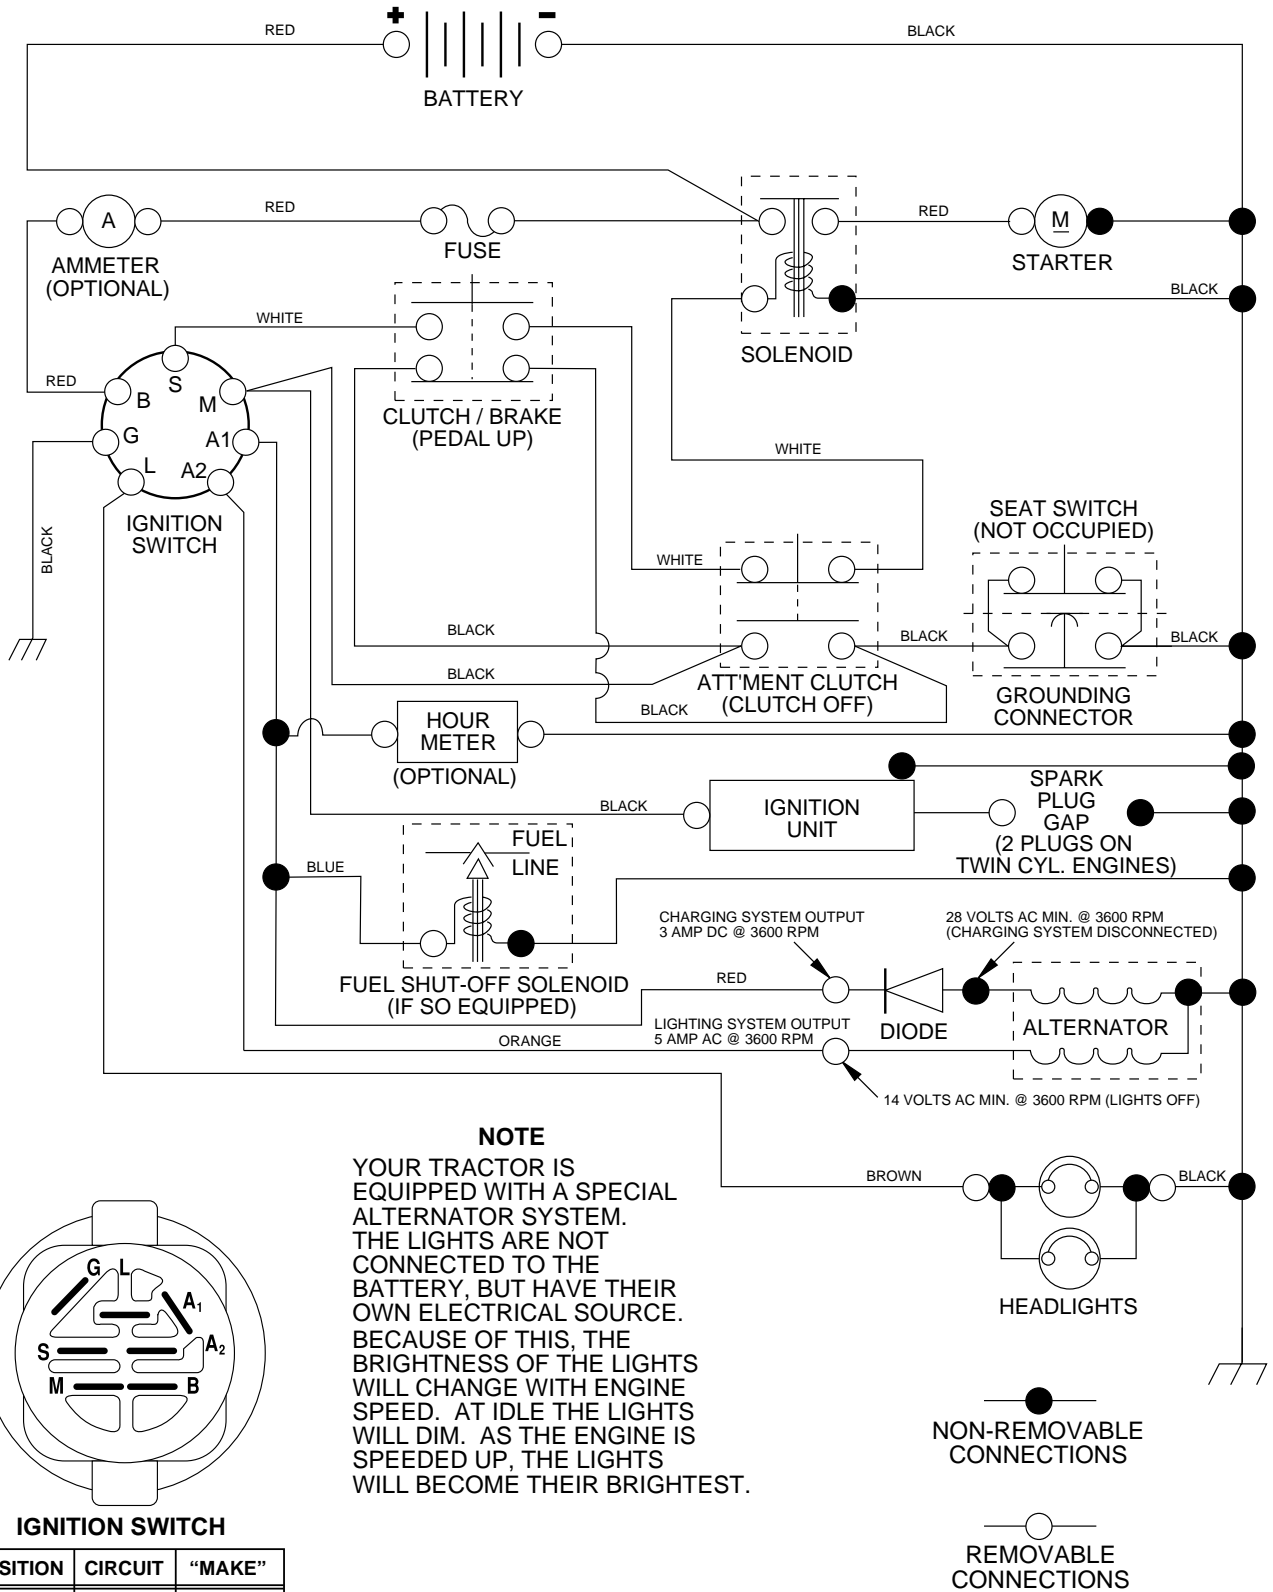 + −
RED
BLACK
BATTERY
A
RED
RED
M
AMMETER
(OPTIONAL)
FUSE
STARTER
WHITE
BLACK
SOLENOID
RED
S
B
M
G
A1
L
A2
CLUTCH / BRAKE
(PEDAL UP)
WHITE
IGNITION
SWITCH
BLACK
SEAT SWITCH
(NOT OCCUPIED)
WHITE
BLACK
BLACK
BLACK
BLACK
ATT'MENT CLUTCH
(CLUTCH OFF)
GROUNDING
CONNECTOR
BLACK
HOUR
METER
(OPTIONAL)
BLACK
IGNITION
UNIT
SPARK
PLUG
GAP
(2 PLUGS ON
TWIN CYL. ENGINES)
FUEL
LINE
BLUE
FUEL SHUT-OFF SOLENOID
(IF SO EQUIPPED)
CHARGING SYSTEM OUTPUT
3 AMP DC @ 3600 RPM
28 VOLTS AC MIN. @ 3600 RPM
(CHARGING SYSTEM DISCONNECTED)
RED
DIODE
ALTERNATOR
LIGHTING SYSTEM OUTPUT
5 AMP AC @ 3600 RPM
ORANGE
14 VOLTS AC MIN. @ 3600 RPM (LIGHTS OFF)
NOTE
YOUR TRACTOR IS
EQUIPPED WITH A SPECIAL
ALTERNATOR SYSTEM.
THE LIGHTS ARE NOT
CONNECTED TO THE
BATTERY, BUT HAVE THEIR
OWN ELECTRICAL SOURCE.
BECAUSE OF THIS, THE
BRIGHTNESS OF THE LIGHTS
WILL CHANGE WITH ENGINE
SPEED. AT IDLE THE LIGHTS
WILL DIM. AS THE ENGINE IS
SPEEDED UP, THE LIGHTS
WILL BECOME THEIR BRIGHTEST.
BROWN
BLACK
HEADLIGHTS
G L
A1
S
A2
M
B
IGNITION SWITCH
SITION CIRCUIT “MAKE”
NON-REMOVABLE
CONNECTIONS
REMOVABLE
CONNECTIONS